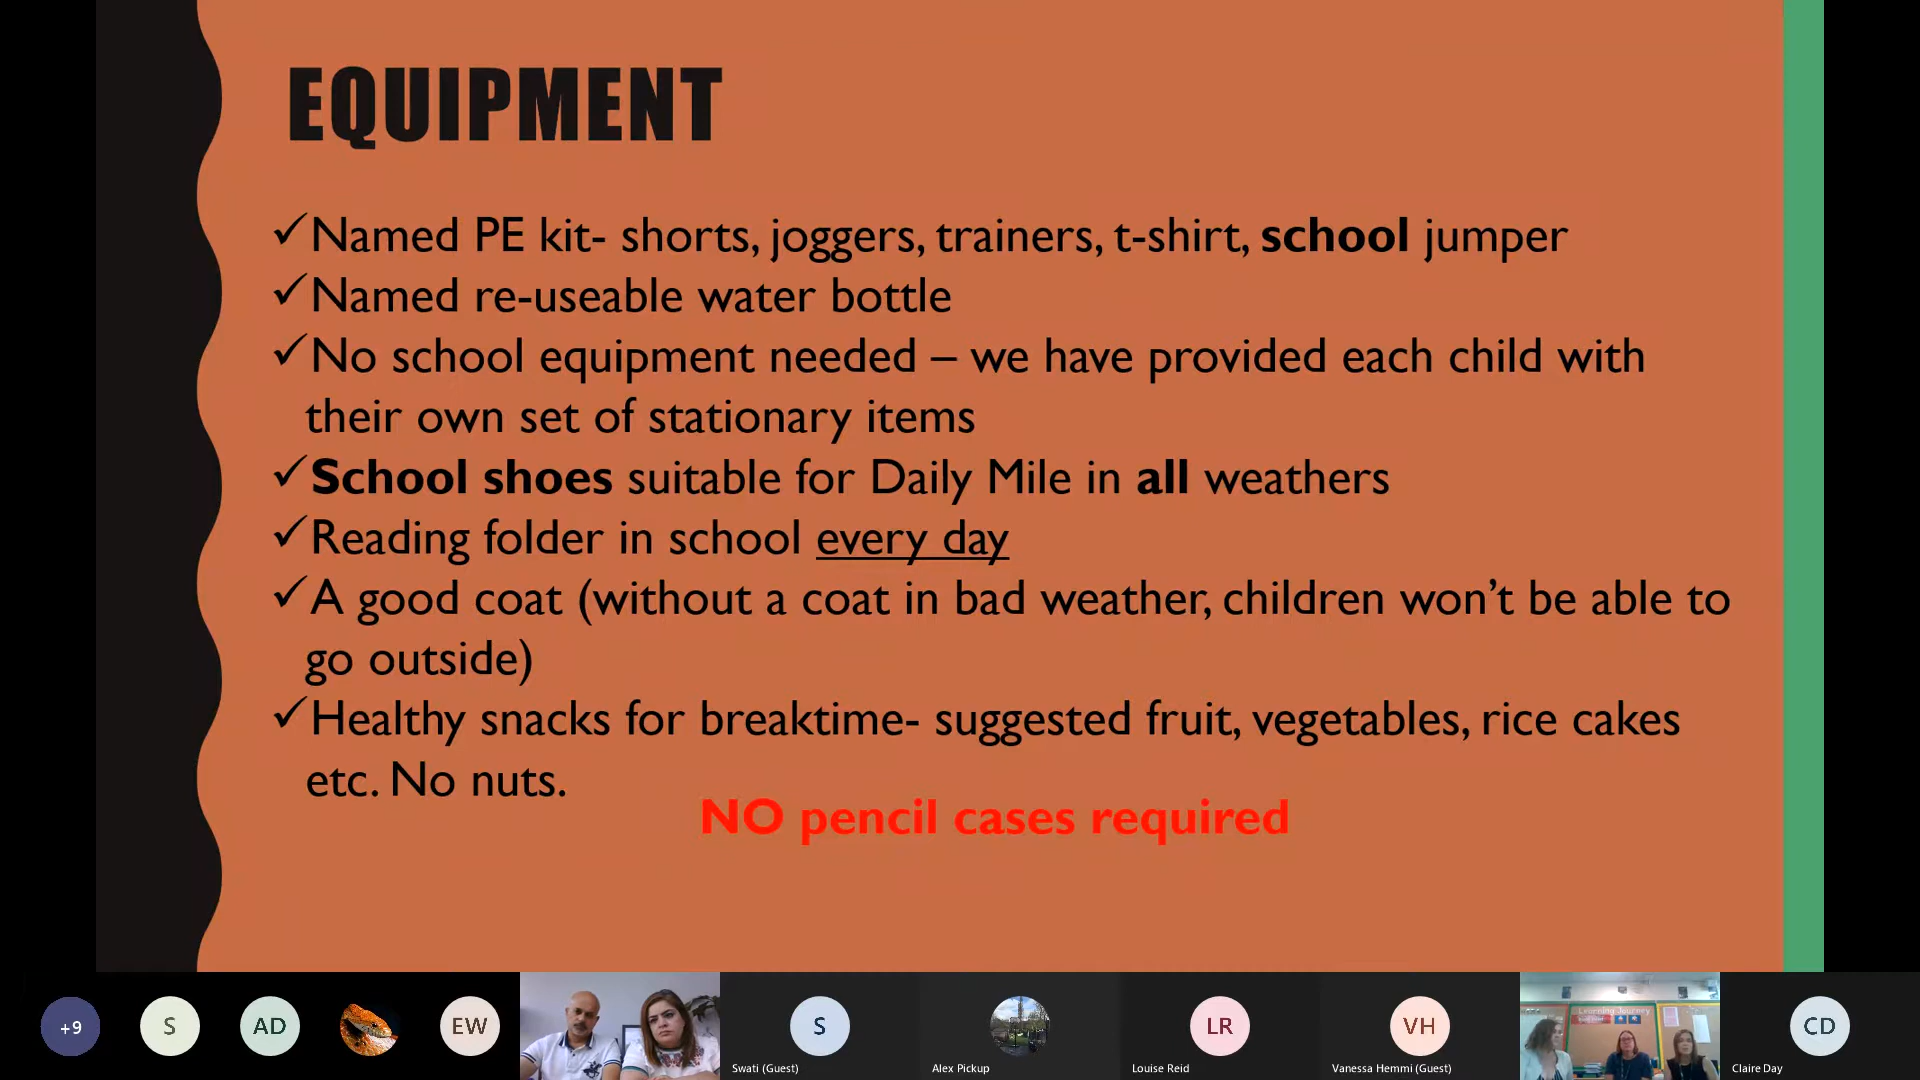 EQUIPMENT
✓Named PE kit- shorts, joggers, trainers, t-shirt, school jumper
✓Named re-useable water bottle
✓No school equipment needed – we have provided each child with
their own set of stationary items
✓School shoes suitable for Daily Mile in all weathers
✓Reading folder in school every day
✓A good coat (without a coat in bad weather, children won’t be able to
go outside)
✓Healthy snacks for breaktime- suggested fruit, vegetables, rice cakes
etc. No nuts.
NO pencil cases required
+9
S
AD
EW
S
LR
VH
Learning Journey
CD
Swati (Guest)
Alex Pickup
Louise Reid
Vanessa Hemmi (Guest)
Claire Day